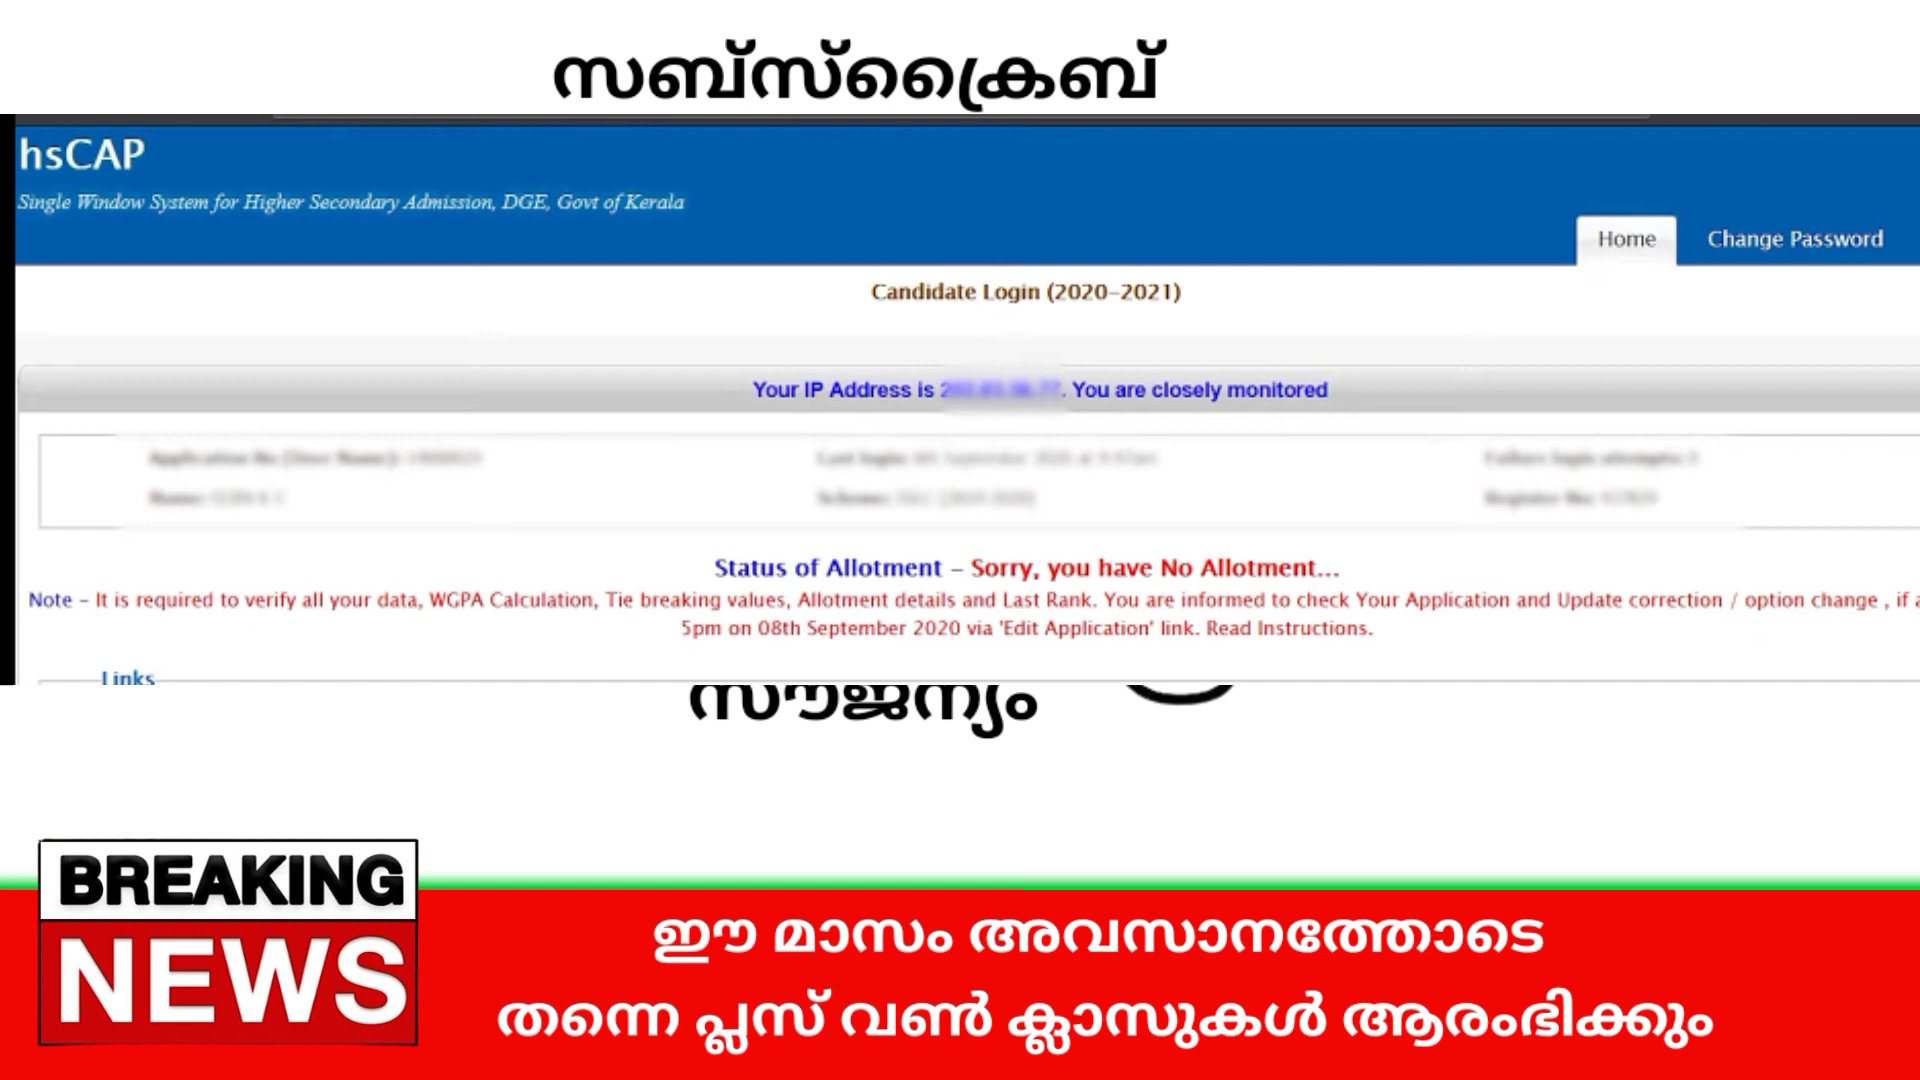 സബ്സ്ക്രൈബ്
hsCAP
Single Window System for Higher Secondary Admission, DGE, Govt of Kerala
Home Change Password
Candidate Login (2020-2021)
Your IP Address is . You are closely monitored
Status of Allotment - Sorry, you have No Allotment...
Note - It is required to verify all your data, WGPA Calculation, Tie breaking values, Allotment details and Last Rank. You are informed to check Your Application and Update correction / option change , if
5pm on 08th September 2020 via 'Edit Application' link. Read Instructions.
Links
സൗജന്യം
BREAKING
NEWS
ഈ മാസം അവസാനത്തോടെ
തന്നെ പ്ലസ് വൺ ക്ലാസുകൾ ആരംഭിക്കും